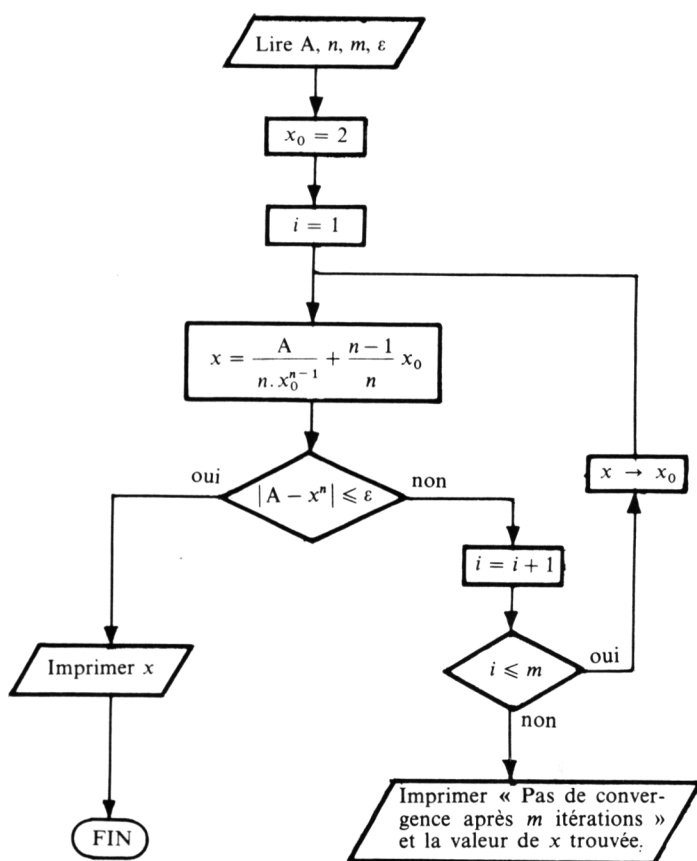 Lire A, n, m, ε
x₀ = 2
i = 1
x = A / n.x₀ⁿ⁻¹ + n−1 / n x₀
oui
|A − xⁿ| ≤ ε
non
x → x₀
i = i + 1
Imprimer x
i ≤ m
oui
non
FIN
Imprimer « Pas de conver-
gence après m itérations »
et la valeur de x trouvée.